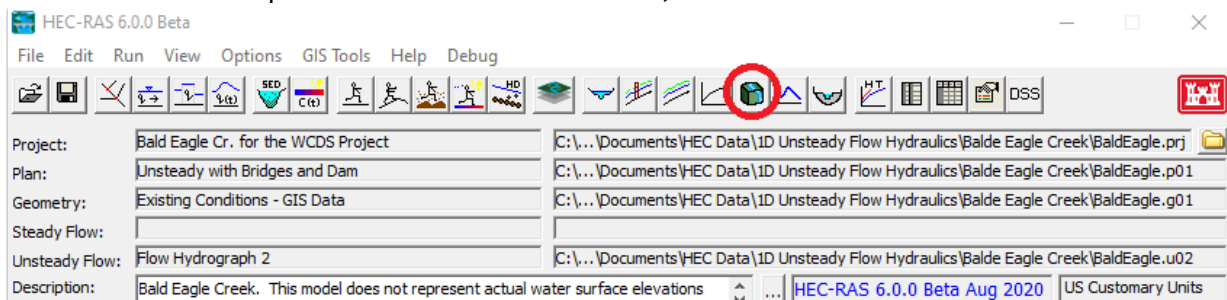 HEC-RAS 6.0.0 Beta
File Edit Run View Options GIS Tools Help Debug
SED C(t) HD HT DSS
Project: Bald Eagle Cr. for the WCDS Project C:\...\Documents\HEC Data\1D Unsteady Flow Hydraulics\Balde Eagle Creek\BaldEagle.prj
Plan: Unsteady with Bridges and Dam C:\...\Documents\HEC Data\1D Unsteady Flow Hydraulics\Balde Eagle Creek\BaldEagle.p01
Geometry: Existing Conditions - GIS Data C:\...\Documents\HEC Data\1D Unsteady Flow Hydraulics\Balde Eagle Creek\BaldEagle.g01
Steady Flow:
Unsteady Flow: Flow Hydrograph 2 C:\...\Documents\HEC Data\1D Unsteady Flow Hydraulics\Balde Eagle Creek\BaldEagle.u02
Description: Bald Eagle Creek. This model does not represent actual water surface elevations ... HEC-RAS 6.0.0 Beta Aug 2020 US Customary Units